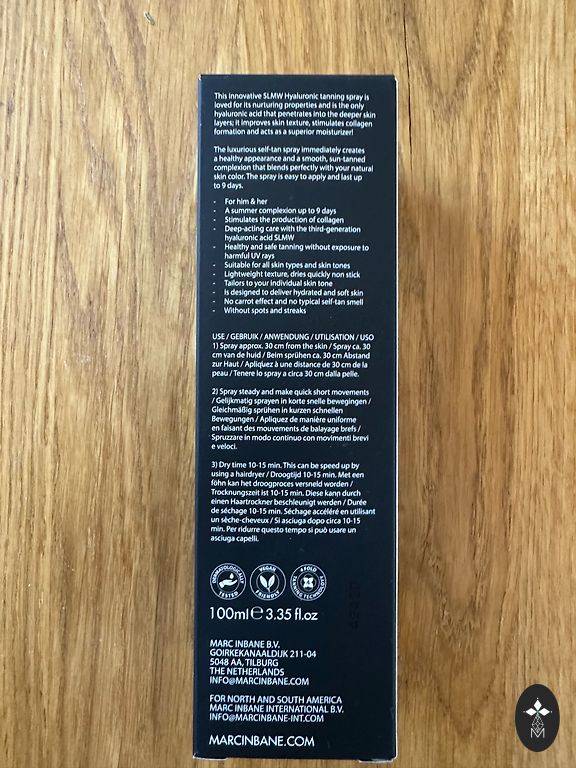 This innovative SLMW Hyaluronic tanning spray is
loved for its nurturing properties and is the only
hyaluronic acid that penetrates into the deeper skin
layers; it improves skin texture, stimulates collagen
formation and acts as a superior moisturizer!
The luxurious self-tan spray immediately creates
a healthy appearance and a smooth, sun-tanned
complexion that blends perfectly with your natural
skin color. The spray is easy to apply and last up
to 9 days.
- For him & her
- A summer complexion up to 9 days
- Stimulates the production of collagen
- Deep-acting care with the third-generation
hyaluronic acid SLMW
- Healthy and safe tanning without exposure to
harmful UV rays
- Suitable for all skin types and skin tones
- Lightweight texture, dries quickly non stick
- Tailors to your individual skin tone
- Is designed to deliver hydrated and soft skin
- No carrot effect and no typical self-tan smell
- Without spots and streaks
USE / GEBRUIK / ANWENDUNG / UTILISATION / USO
1) Spray approx. 30 cm from the skin / Spray ca. 30
cm van de huid / Beim sprühen ca. 30 cm Abstand
zur Haut / Apliquez à une distance de 30 cm de la
peau / Tenere lo spray a circa 30 cm dalla pelle.
2) Spray steady and make quick short movements
/ Gelijkmatig sprayen in korte snelle bewegingen /
Gleichmäßig sprühen in kurzen schnellen
Bewegungen / Apliquez de manière uniforme
en faisant des mouvements de balayage brefs /
Spruzzare in modo continuo con movimenti brevi
e veloci.
3) Dry time 10-15 min. This can be speed up by
using a hairdryer / Droogtijd 10-15 min. Met een
föhn kan het droogproces versneld worden /
Trocknungszeit ist 10-15 min. Diese kann durch
einen Haartrockner beschleunigt werden / Durée
de séchage 10-15 min. Séchage accéléré en utilisant
un sèche-cheveux / Si asciuga dopo circa 10-15
min. Per ridurre questo tempo si può usare un
asciuga capelli.
DERMATOLOGICALLY TESTED
VEGAN FRIENDLY
4 FOLD TANNING TECHNOLOGY
100ml ℮ 3.35 fl.oz
MARC INBANE B.V.
GOIRKEKANAALDIJK 211-04
5048 AA, TILBURG
THE NETHERLANDS
INFO@MARCINBANE.COM
FOR NORTH AND SOUTH AMERICA
MARC INBANE INTERNATIONAL B.V.
INFO@MARCINBANE-INT.COM
MARCINBANE.COM